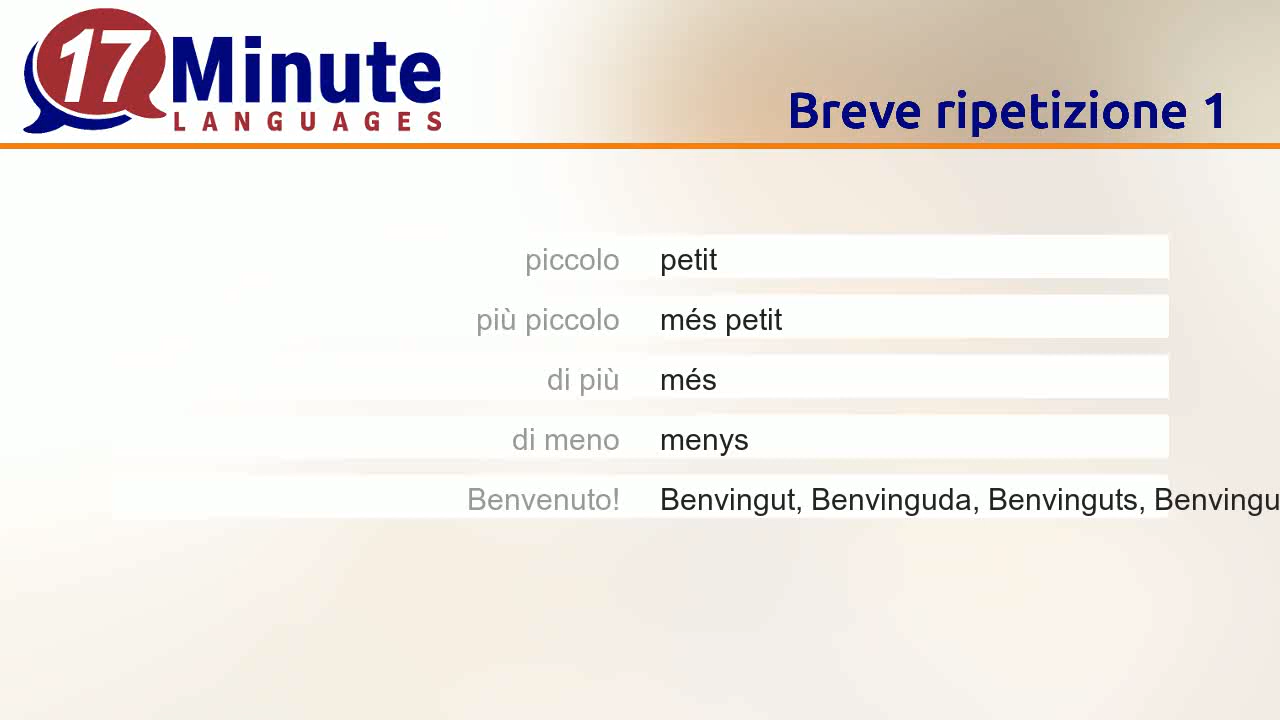 17 Minute
LANGUAGES
Breve ripetizione 1
piccolo petit
più piccolo més petit
di più més
di meno menys
Benvenuto! Benvingut, Benvinguda, Benvinguts, Benvingu